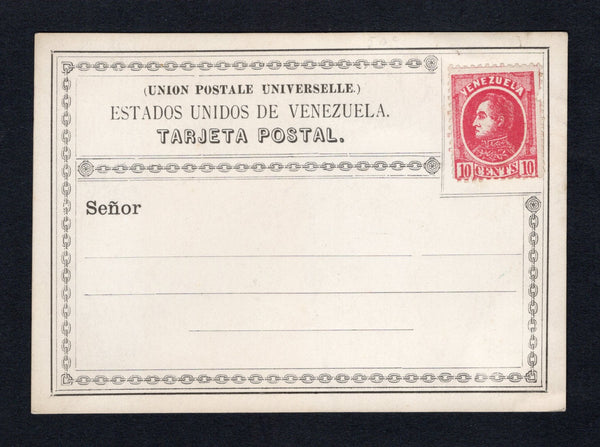 (UNION POSTALE UNIVERSELLE.)
ESTADOS UNIDOS DE VENEZUELA.
TARJETA POSTAL.
VENEZUELA
10 CENTS 10
Señor